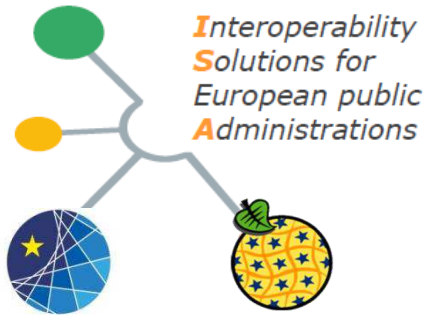 Interoperability
Solutions for
European public
Administrations